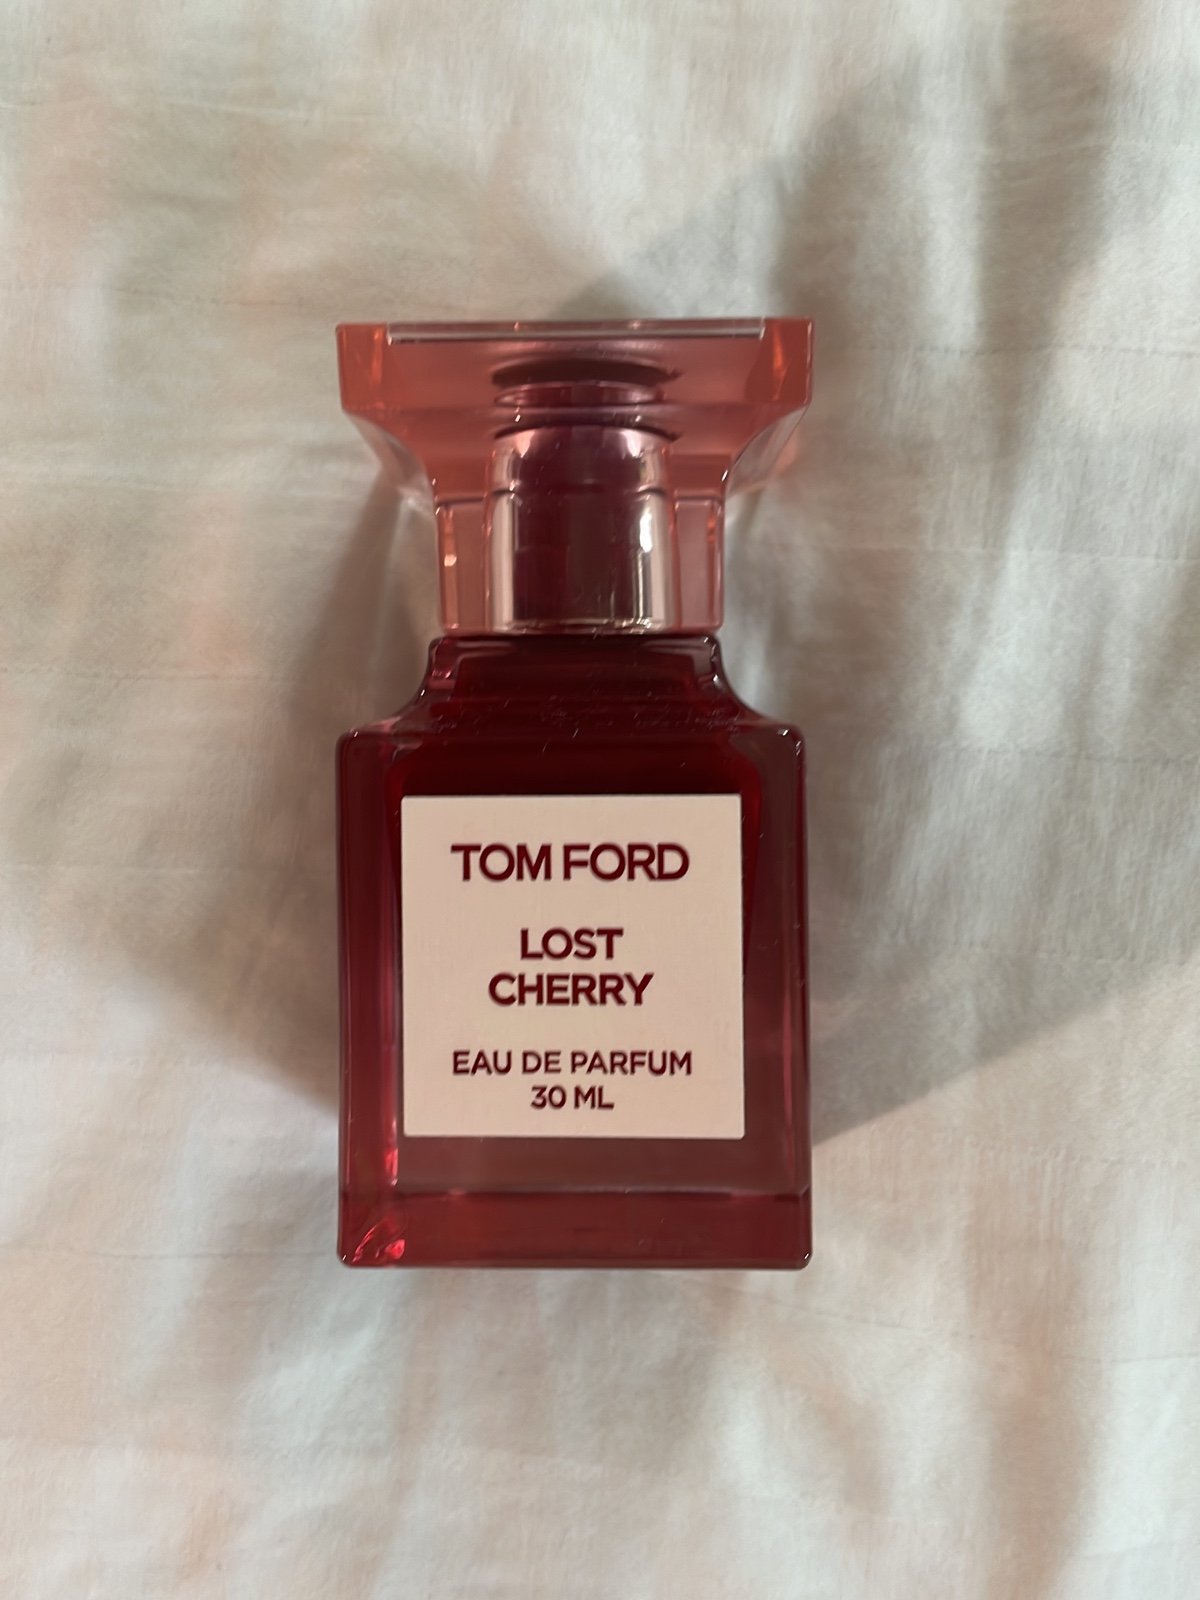 TOM FORD
LOST
CHERRY
EAU DE PARFUM
30 ML